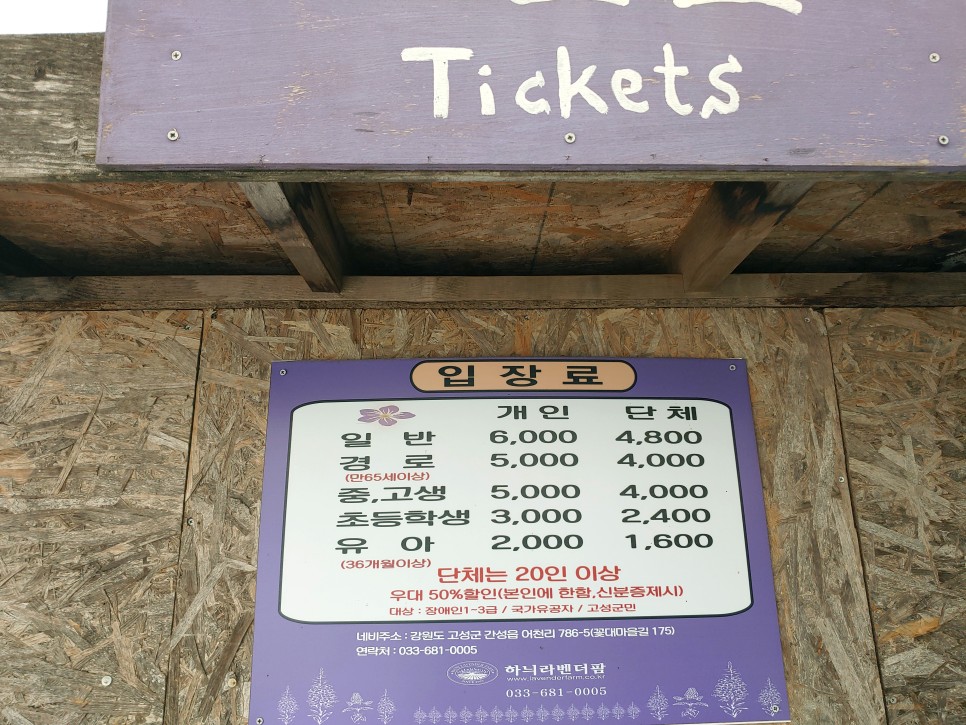 Tickets
입장료
개인 단체
일 반 6,000 4,800
경 로 5,000 4,000
(만65세이상)
중,고생 5,000 4,000
초등학생 3,000 2,400
유 아 2,000 1,600
(36개월이상)
단체는 20인 이상
우대 50%할인(본인에 한함,신분증제시)
대상 : 장애인1~3급 / 국가유공자 / 고성군민
네비주소 : 강원도 고성군 간성읍 어천리 786-5(꽃대마을길 175)
연락처 : 033-681-0005
하늬라벤더팜
www.lavenderfarm.co.kr
033-681-0005